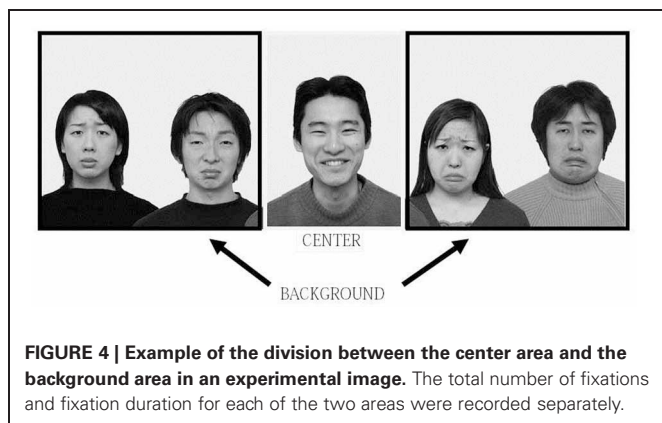 CENTER
BACKGROUND
FIGURE 4 | Example of the division between the center area and the
background area in an experimental image. The total number of fixations
and fixation duration for each of the two areas were recorded separately.